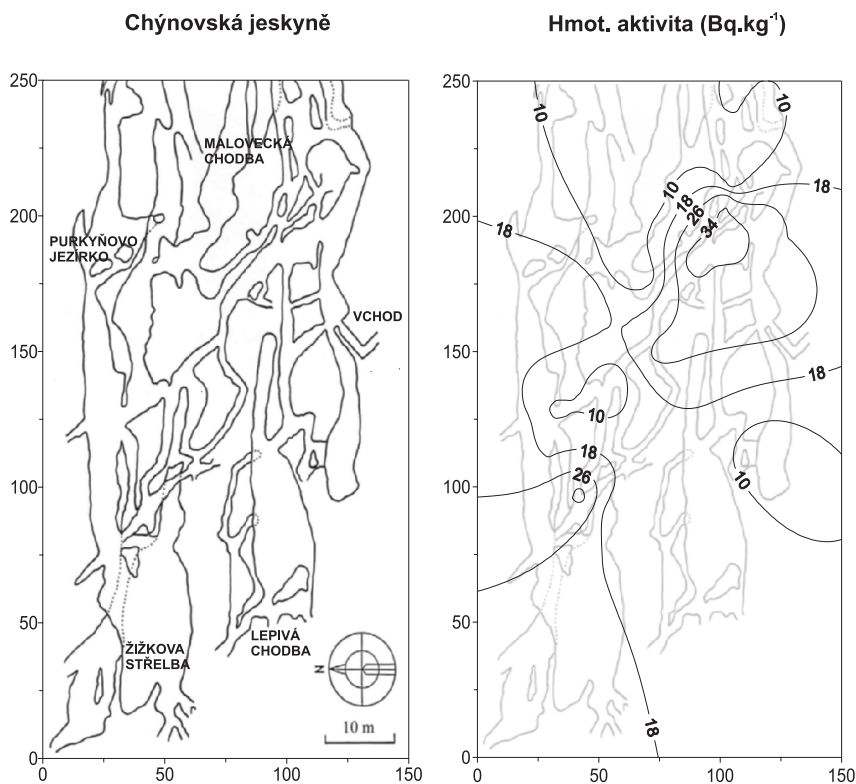 Chýnovská jeskyně
Hmot. aktivita (Bq.kg⁻¹)
250
200
150
100
50
0
0
50
100
150
MALOVECKÁ
CHODBA
PURKYŇOVO
JEZÍRKO
VCHOD
ŽIŽKOVA
STŘELBA
LEPIVÁ
CHODBA
N
10 m
250
200
150
100
50
0
0
50
100
150
10
10
18
10
18
26
34
18
18
10
18
26
10
18